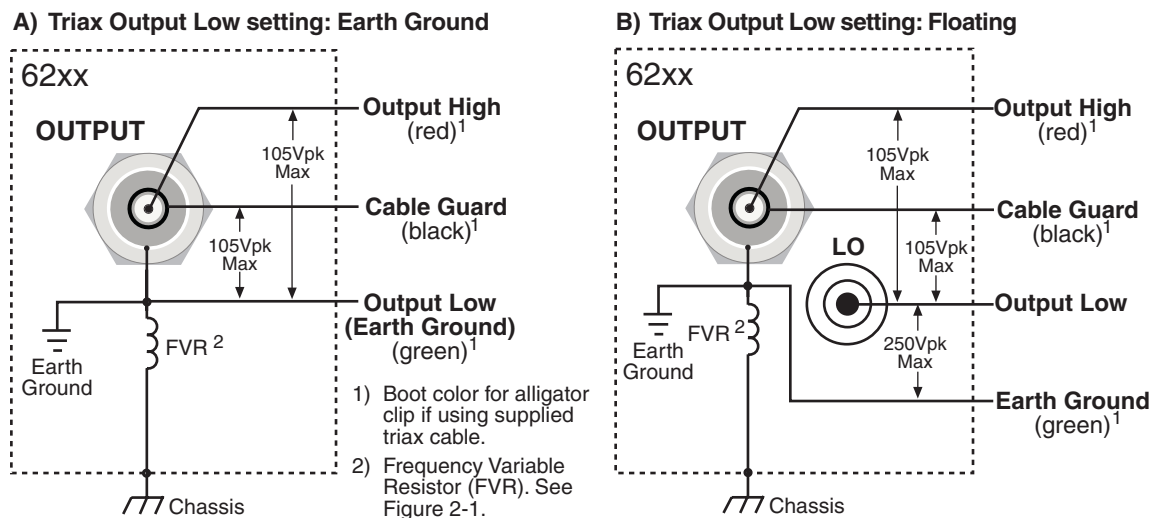 A) Triax Output Low setting: Earth Ground
62xx
OUTPUT
105Vpk
Max
105Vpk
Max
Output High
(red)1
Cable Guard
(black)1
Output Low
(Earth Ground)
(green)1
Earth
Ground
FVR 2
Chassis
1) Boot color for alligator
clip if using supplied
triax cable.
2) Frequency Variable
Resistor (FVR). See
Figure 2-1.
B) Triax Output Low setting: Floating
62xx
OUTPUT
105Vpk
Max
105Vpk
Max
LO
250Vpk
Max
Output High
(red)1
Cable Guard
(black)1
Output Low
Earth Ground
(green)1
Earth
Ground
FVR 2
Chassis